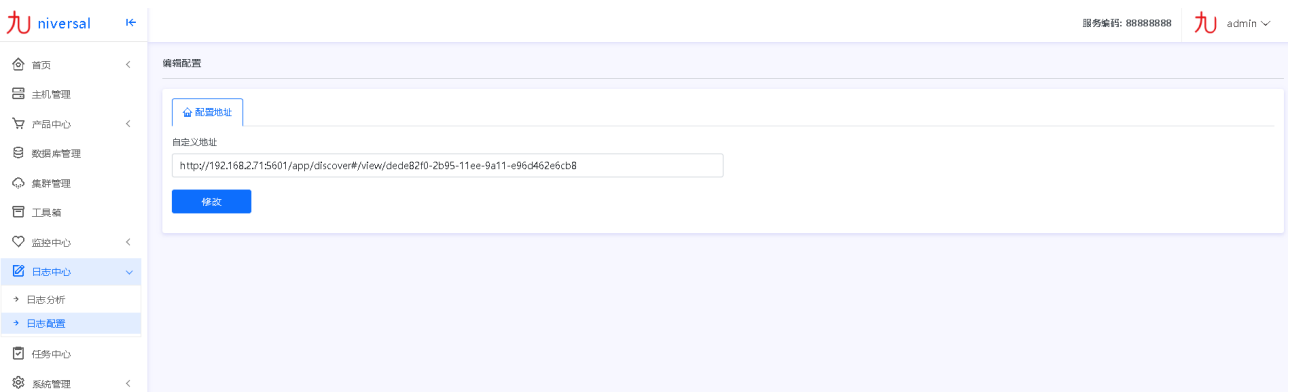 九 niversal
服务编码: 88888888
九 admin
首页
主机管理
产品中心
数据库管理
集群管理
工具箱
监控中心
日志中心
日志分析
日志配置
任务中心
系统管理
编辑配置
配置地址
自定义地址
http://192.168.2.71:5601/app/discover#/view/dede82f0-2b95-11ee-9a11-e96d462e6cb8
修改